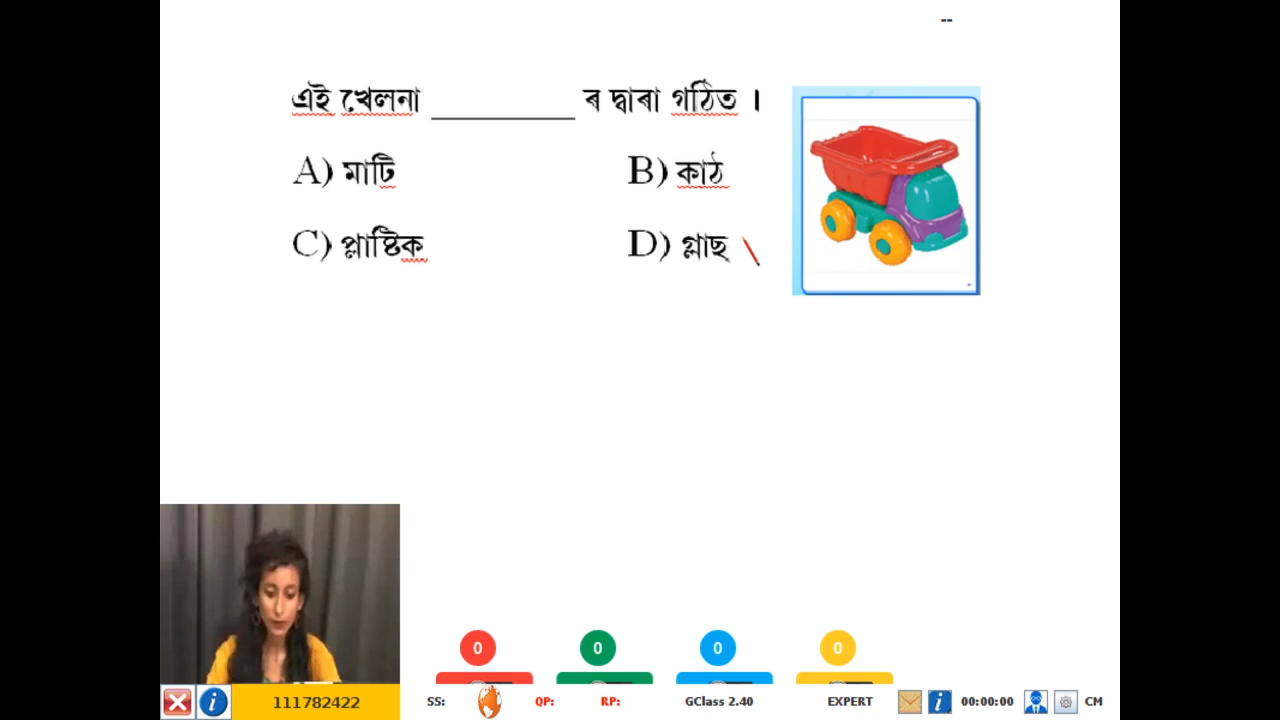 --
এই খেলনা __________ ৰ দ্বাৰা গঠিত ।
A) মাটি B) কাঠ
C) প্লাষ্টিক D) গ্লাছ
0 0 0 0
111782422 SS: QP: RP: GClass 2.40 EXPERT 00:00:00 CM